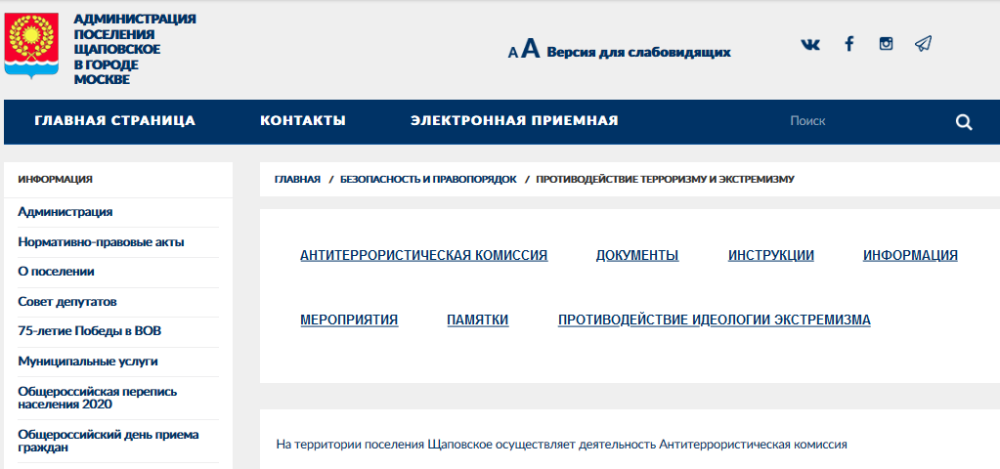 АДМИНИСТРАЦИЯ
ПОСЕЛЕНИЯ
ЩАПОВСКОЕ
В ГОРОДЕ
МОСКВЕ
А А Версия для слабовидящих
ГЛАВНАЯ СТРАНИЦА КОНТАКТЫ ЭЛЕКТРОННАЯ ПРИЕМНАЯ Поиск
ИНФОРМАЦИЯ
Администрация
Нормативно-правовые акты
О поселении
Совет депутатов
75-летие Победы в ВОВ
Муниципальные услуги
Общероссийская перепись
населения 2020
Общероссийский день приема
граждан
ГЛАВНАЯ / БЕЗОПАСНОСТЬ И ПРАВОПОРЯДОК / ПРОТИВОДЕЙСТВИЕ ТЕРРОРИЗМУ И ЭКСТРЕМИЗМУ
АНТИТЕРРОРИСТИЧЕСКАЯ КОМИССИЯ ДОКУМЕНТЫ ИНСТРУКЦИИ ИНФОРМАЦИЯ
МЕРОПРИЯТИЯ ПАМЯТКИ ПРОТИВОДЕЙСТВИЕ ИДЕОЛОГИИ ЭКСТРЕМИЗМА
На территории поселения Щаповское осуществляет деятельность Антитеррористическая комиссия